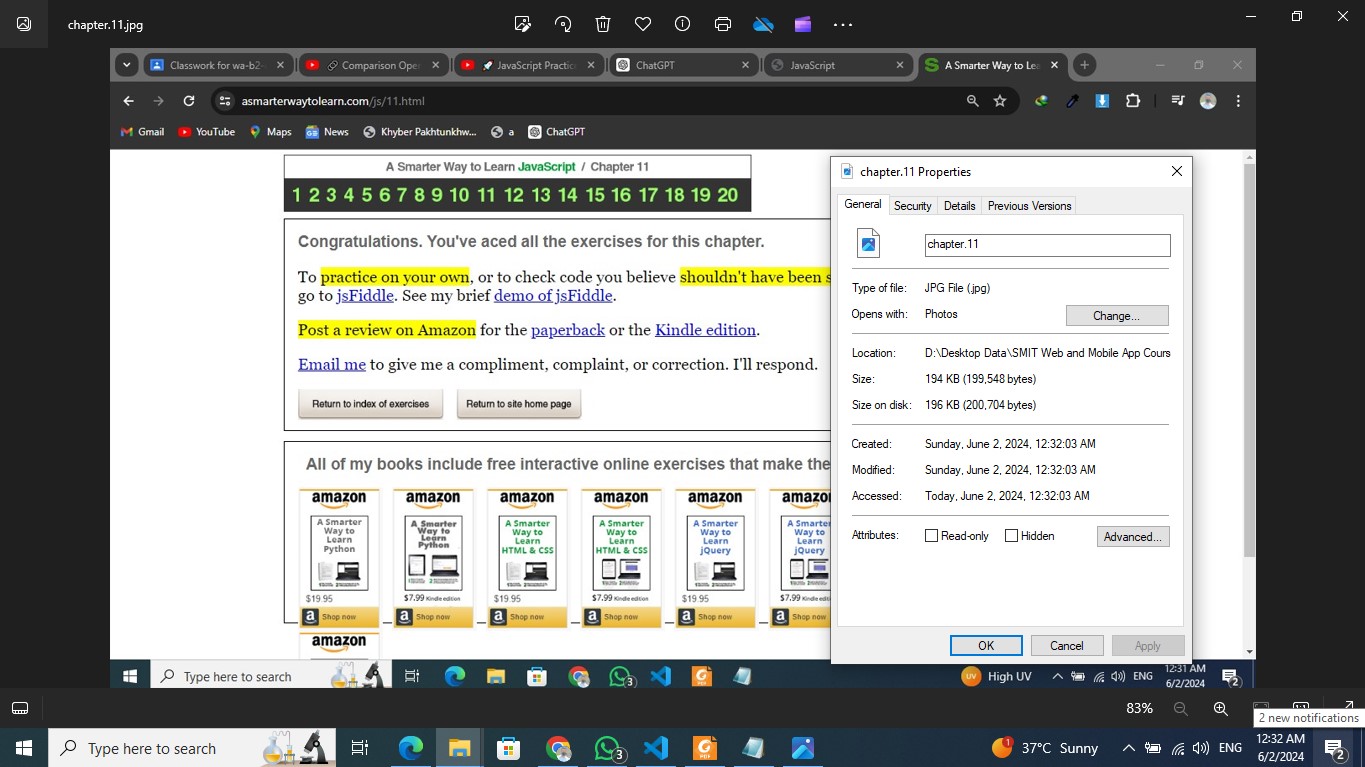 chapter.11.jpg
Classwork for wa-b2-
Comparison Oper
JavaScript Practic
ChatGPT
JavaScript
A Smarter Way to Lea
asmarterwaytolearn.com/js/11.html
Gmail YouTube Maps News Khyber Pakhtunkhw... a ChatGPT
A Smarter Way to Learn JavaScript / Chapter 11
1 2 3 4 5 6 7 8 9 10 11 12 13 14 15 16 17 18 19 20
Congratulations. You've aced all the exercises for this chapter.
To practice on your own, or to check code you believe shouldn't have been s
go to jsFiddle. See my brief demo of jsFiddle.
Post a review on Amazon for the paperback or the Kindle edition.
Email me to give me a compliment, complaint, or correction. I'll respond.
Return to index of exercises Return to site home page
All of my books include free interactive online exercises that make the
amazon amazon amazon amazon amazon amazo
A Smarter Way to Learn Python
A Smarter Way to Learn Python
A Smarter Way to Learn HTML & CSS
A Smarter Way to Learn HTML & CSS
A Smarter Way to Learn jQuery
A Smarter Way to Learn jQuery
$19.95 $7.99 Kindle edition $19.95 $7.99 Kindle edition $19.95 $7.99 Kindle e
Shop now Shop now Shop now Shop now Shop now Shop now
amazon
chapter.11 Properties
General Security Details Previous Versions
chapter.11
Type of file: JPG File (.jpg)
Opens with: Photos Change...
Location: D:\Desktop Data\SMIT Web and Mobile App Cours
Size: 194 KB (199,548 bytes)
Size on disk: 196 KB (200,704 bytes)
Created: Sunday, June 2, 2024, 12:32:03 AM
Modified: Sunday, June 2, 2024, 12:32:03 AM
Accessed: Today, June 2, 2024, 12:32:03 AM
Attributes: Read-only Hidden Advanced...
OK Cancel Apply
Type here to search 3 PDF UV High UV ENG 12:31 AM
6/2/2024 2
83%
2 new notifications
Type here to search 3 PDF 1 37°C Sunny ENG 12:32 AM
6/2/2024 2